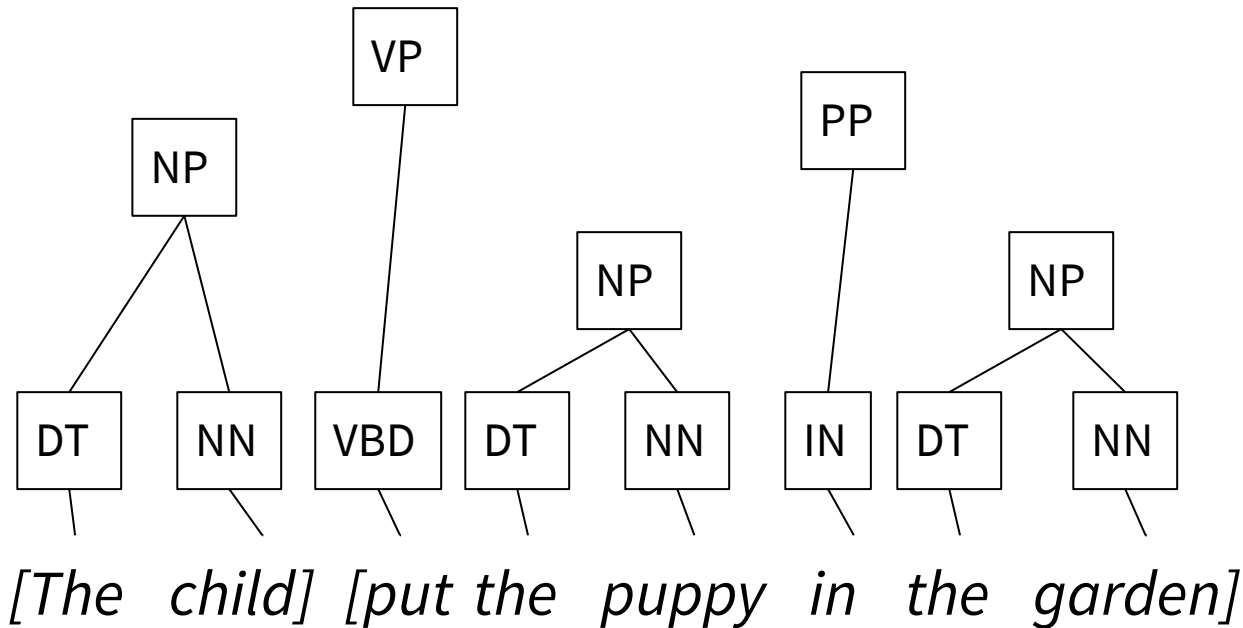 VP
PP
NP
NP NP
DT NN VBD DT NN IN DT NN
[The child] [put the puppy in the garden]